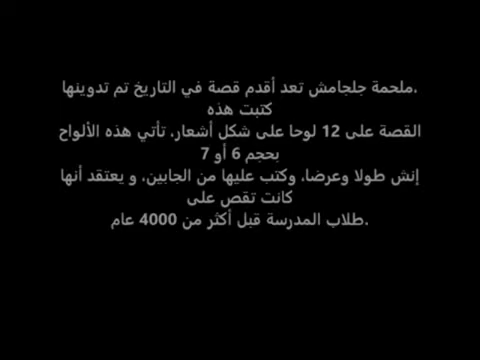 ملحمة جلجامش تعد أقدم قصة في التاريخ تم تدوينها.
كتبت هذه
القصة على 12 لوحا على شكل أشعار، تأتي هذه الألواح
بحجم 6 أو 7
إنش طولا وعرضا، وكتب عليها من الجابين، و يعتقد أنها
كانت تقص على
طلاب المدرسة قبل أكثر من 4000 عام.